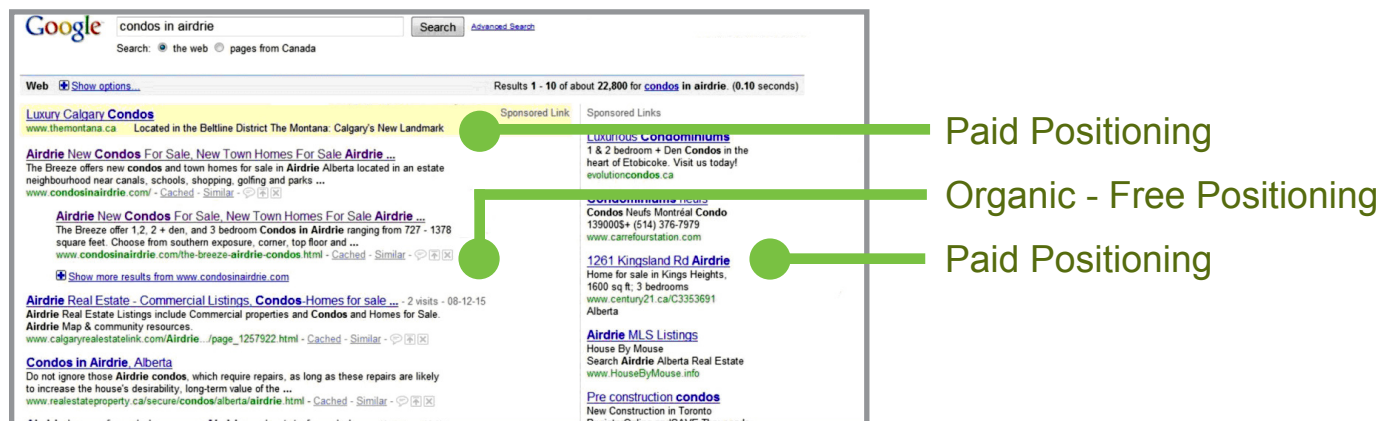 Google condos in airdrie Search Advanced Search
Search: the web pages from Canada
Web Show options... Results 1 - 10 of about 22,800 for condos in airdrie. (0.10 seconds)
Luxury Calgary Condos Sponsored Link
www.themontana.ca Located in the Beltline District The Montana: Calgary's New Landmark
Airdrie New Condos For Sale, New Town Homes For Sale Airdrie ...
The Breeze offers new condos and town homes for sale in Airdrie Alberta located in an estate
neighbourhood near canals, schools, shopping, golfing and parks ...
www.condosinairdrie.com/ - Cached - Similar -
Airdrie New Condos For Sale, New Town Homes For Sale Airdrie ...
The Breeze offer 1,2, 2 + den, and 3 bedroom Condos in Airdrie ranging from 727 - 1378
square feet. Choose from southern exposure, corner, top floor and ...
www.condosinairdrie.com/the-breeze-airdrie-condos.html - Cached - Similar -
Show more results from www.condosinairdrie.com
Airdrie Real Estate - Commercial Listings, Condos-Homes for sale ... - 2 visits - 08-12-15
Airdrie Real Estate Listings include Commercial properties and Condos and Homes for Sale.
Airdrie Map & community resources.
www.calgaryrealestatelink.com/Airdrie.../page_1257922.html - Cached - Similar -
Condos in Airdrie, Alberta
Do not ignore those Airdrie condos, which require repairs, as long as these repairs are likely
to increase the house's desirability, long-term value of the ...
www.realestateproperty.ca/secure/condos/alberta/airdrie.html - Cached - Similar -
Sponsored Links
Luxurious Condominiums
1 & 2 bedroom + Den Condos in the
heart of Etobicoke. Visit us today!
evolutioncondos.ca
Condominiums neufs
Condos Neufs Montréal Condo
139000$+ (514) 376-7979
www.carrefourstation.com
1261 Kingsland Rd Airdrie
Home for sale in Kings Heights,
1600 sq ft; 3 bedrooms
www.century21.ca/C3353691
Alberta
Airdrie MLS Listings
House By Mouse
Search Airdrie Alberta Real Estate
www.HouseByMouse.info
Pre construction condos
New Construction in Toronto
Paid Positioning
Organic - Free Positioning
Paid Positioning